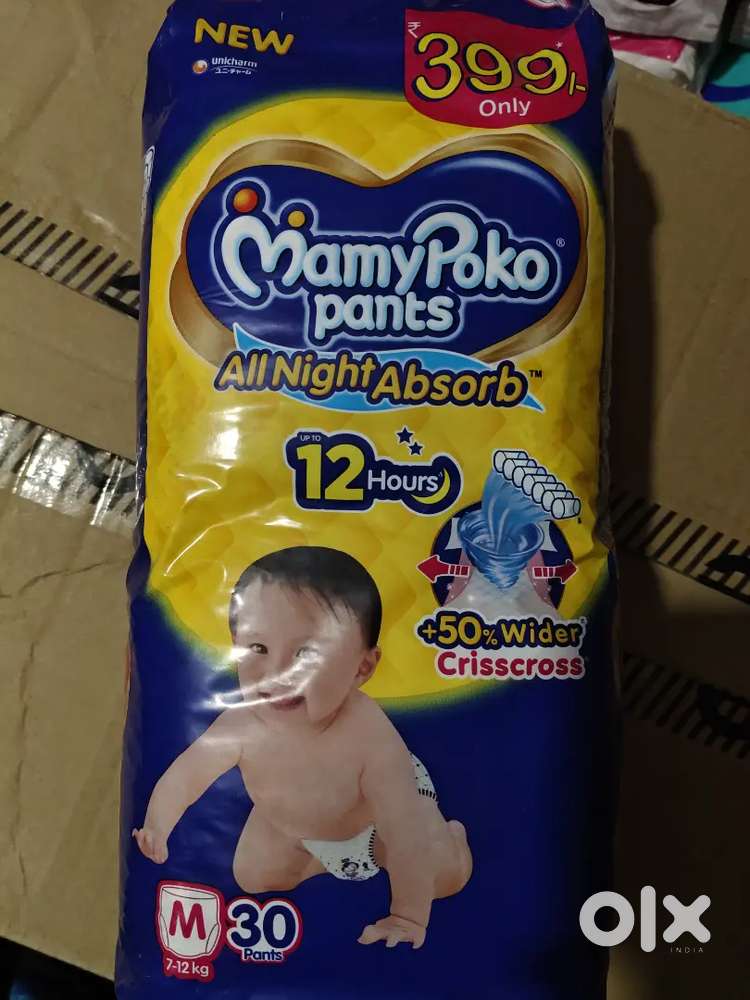 NEW
unicharm
ユニ・チャーム
₹399/-
Only
MamyPoko®
pants
All Night Absorb™
UP TO
12 Hours
+50% Wider
Crisscross
M
7-12 kg
30
Pants
olx
INDIA